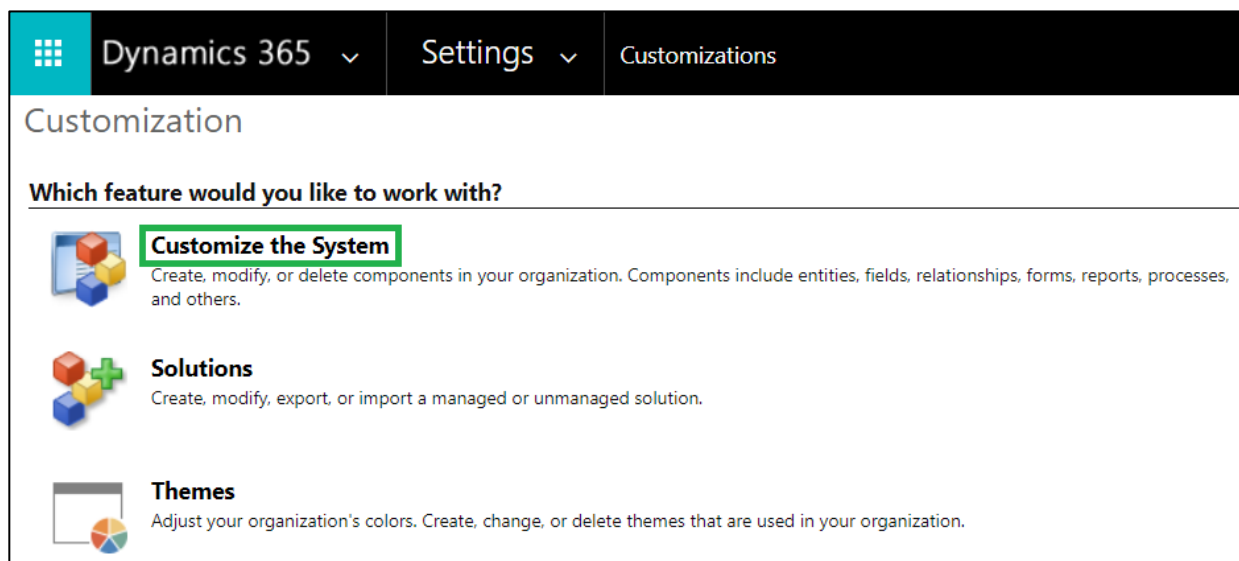 Dynamics 365 Settings Customizations
Customization
Which feature would you like to work with?
Customize the System
Create, modify, or delete components in your organization. Components include entities, fields, relationships, forms, reports, processes,
and others.
Solutions
Create, modify, export, or import a managed or unmanaged solution.
Themes
Adjust your organization's colors. Create, change, or delete themes that are used in your organization.